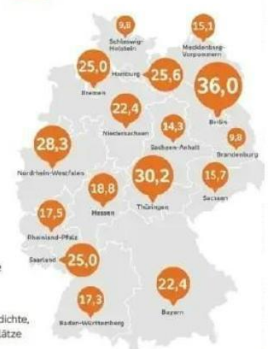 9,8
Schleswig-
Holstein
15,1
Mecklenburg-
Vorpommern
25,0
Bremen
Hamburg
25,6
36,0
Berlin
22,4
Niedersachsen
14,3
Sachsen-Anhalt
9,8
Brandenburg
28,3
Nordrhein-Westfalen
18,8
Hessen
30,2
Thüringen
15,7
Sachsen
17,5
Rheinland-Pfalz
Saarland
25,0
17,3
Baden-Württemberg
22,4
Bayern
e
dichte,
lätze